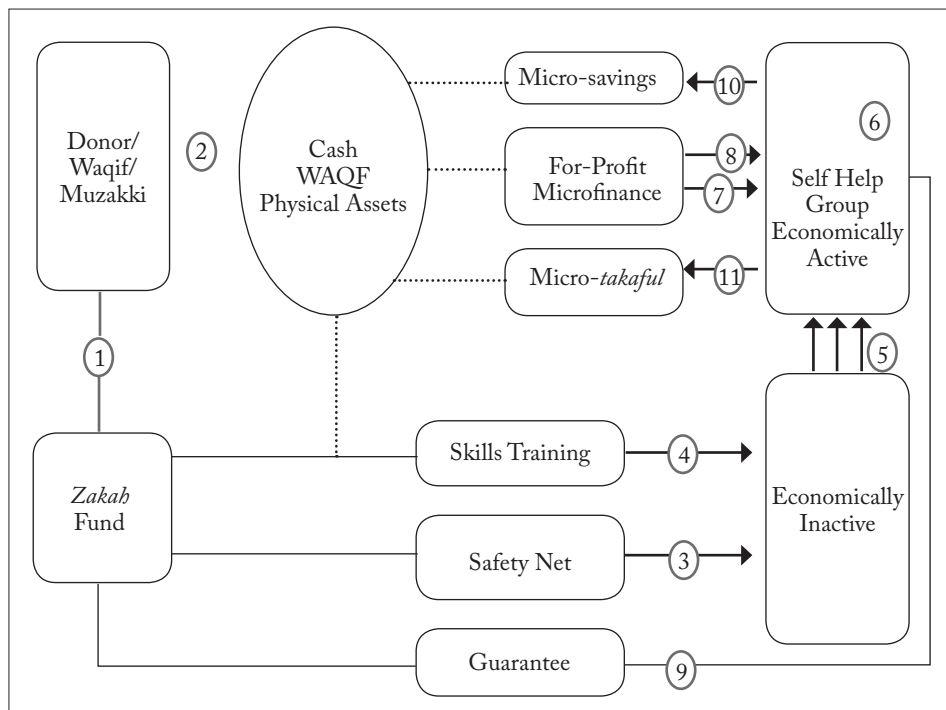 Donor/
Waqif/
Muzakki
2
Cash
WAQF
Physical Assets
Micro-savings
10
For-Profit
Microfinance
8
7
Micro-takaful
11
6
Self Help
Group
Economically
Active
1
5
Zakah
Fund
Skills Training
4
Safety Net
3
Economically
Inactive
Guarantee
9